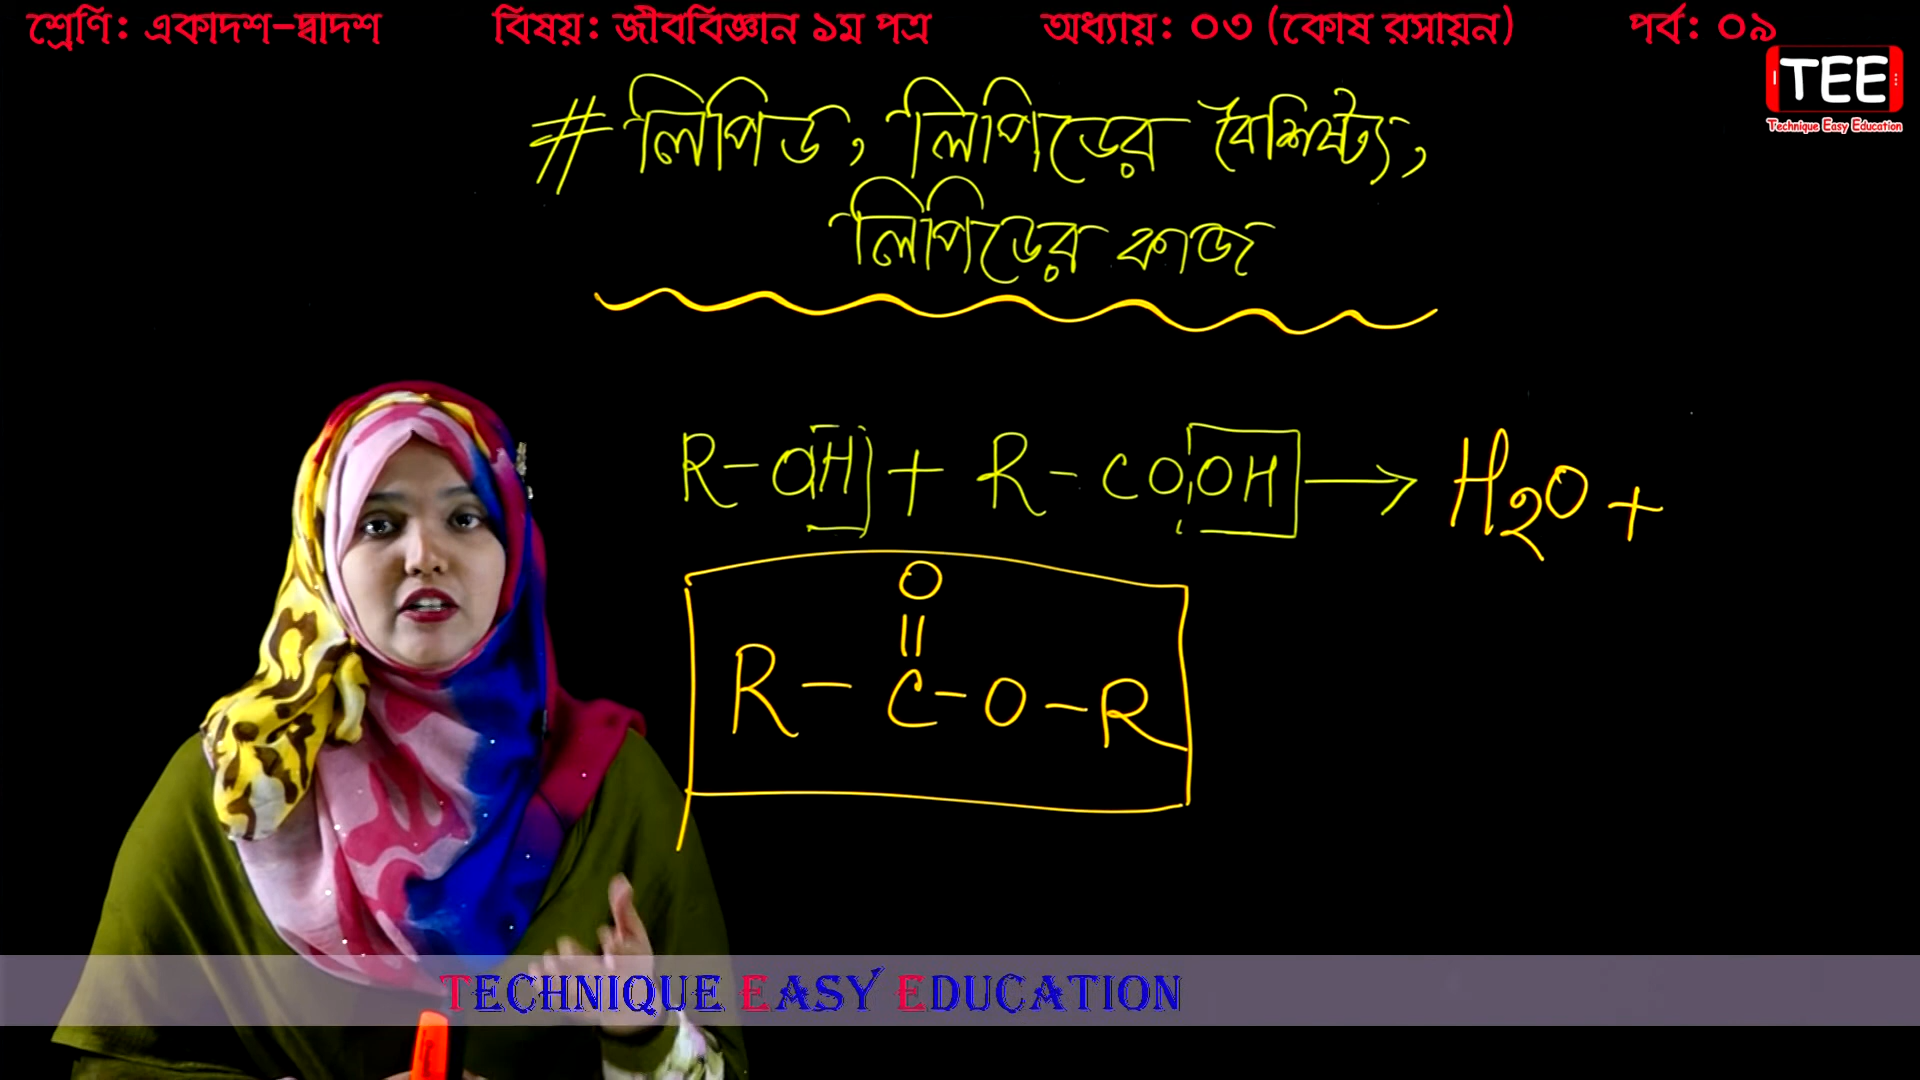 শ্রেণি: একাদশ-দ্বাদশ বিষয়: জীববিজ্ঞান ১ম পত্র অধ্যায়: ০৩ (কোষ রসায়ন) পর্ব: ০৯
TEE
Technique Easy Education
# লিপিড, লিপিডের বৈশিষ্ট্য,
লিপিডের কাজ
R-OH + R-COOH → H2O +
O
||
R-C-O-R
TECHNIQUE EASY EDUCATION